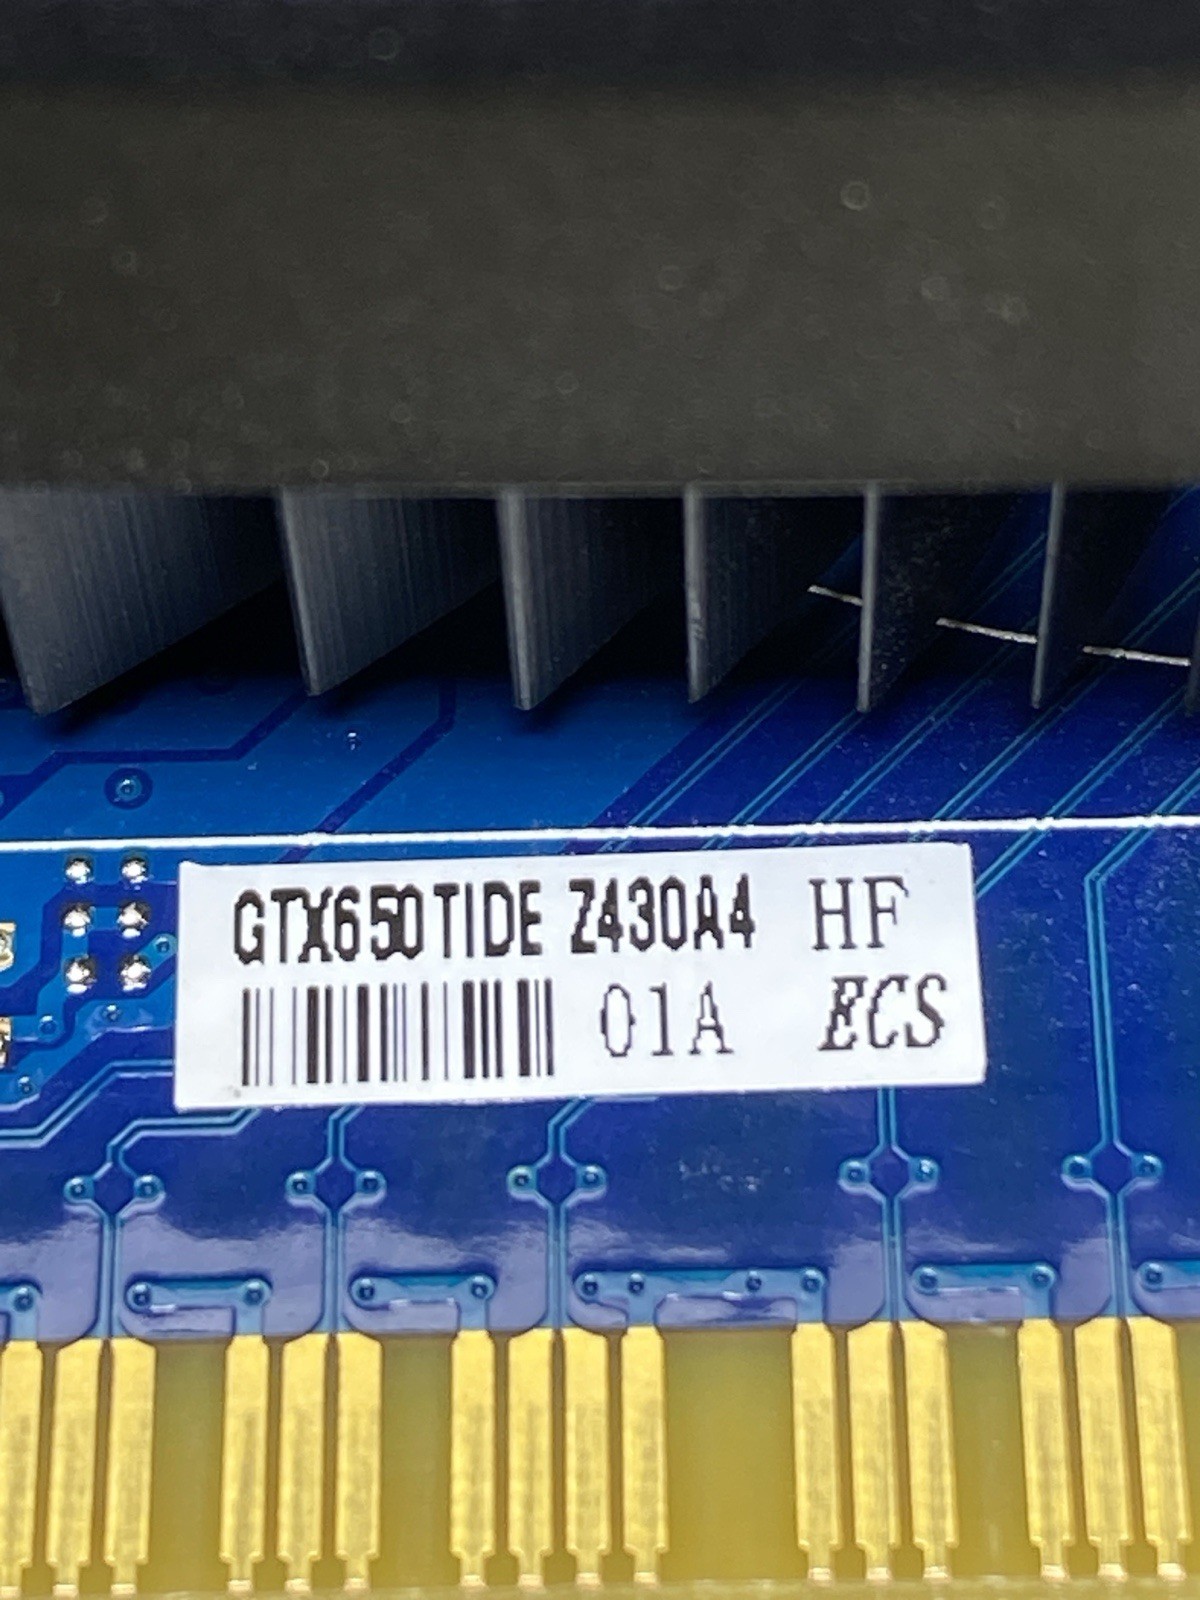 GTX650TIDE Z430A4 HF
01A ECS